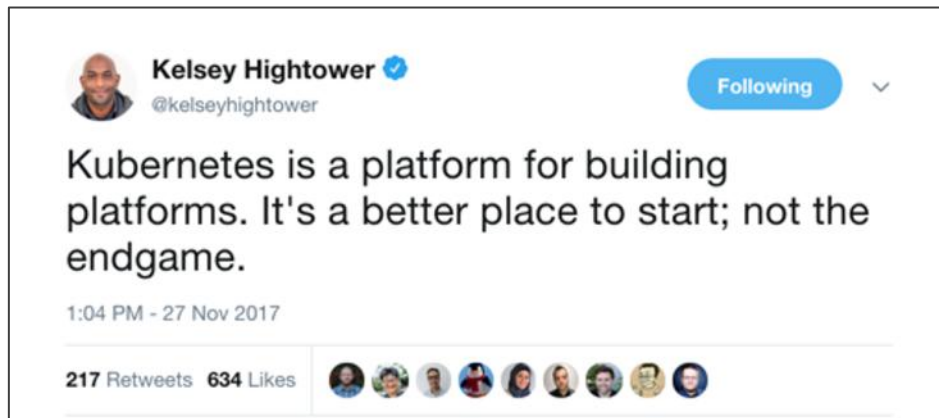 Kelsey Hightower
@kelseyhightower
Following
Kubernetes is a platform for building
platforms. It's a better place to start; not the
endgame.
1:04 PM - 27 Nov 2017
217 Retweets 634 Likes